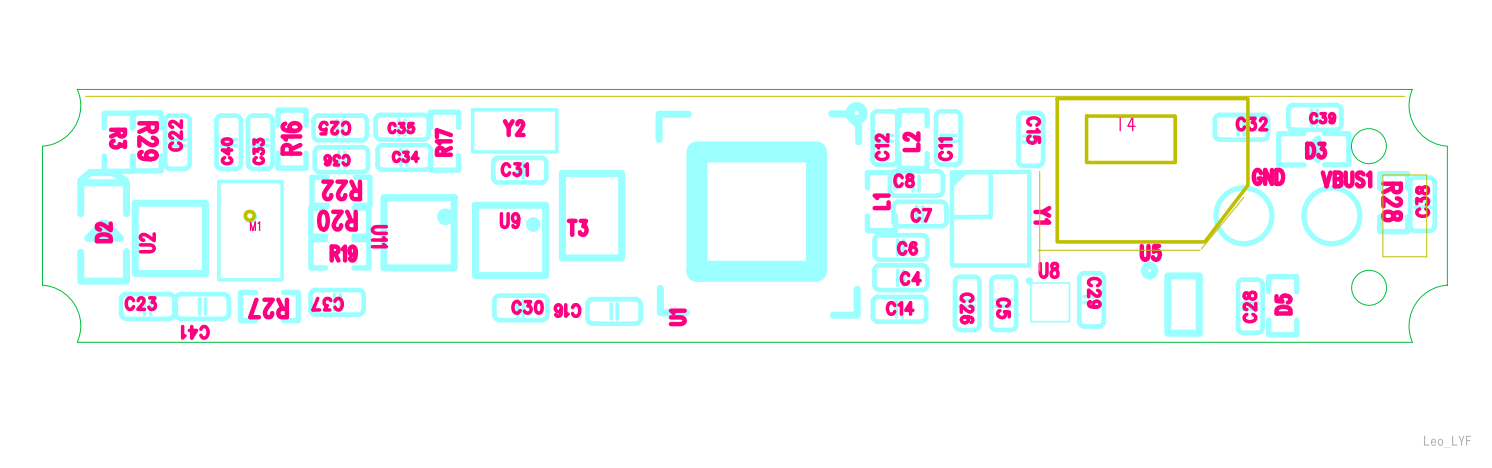 R3
R29
C22
C40
C33
R16
C25
C36
C35
C34
R17
Y2
C31
C12
L2
C11
C15
T4
C32
C39
D3
R22
C8
L1
GND
VBUS1
R28
C38
D2
U2
M1
R20
R19
U11
U9
T3
C7
Y1
C6
U5
C4
U8
C23
C41
R27
C37
C30
C16
U1
C14
C26
C5
C29
C28
D5
Leo_LYF